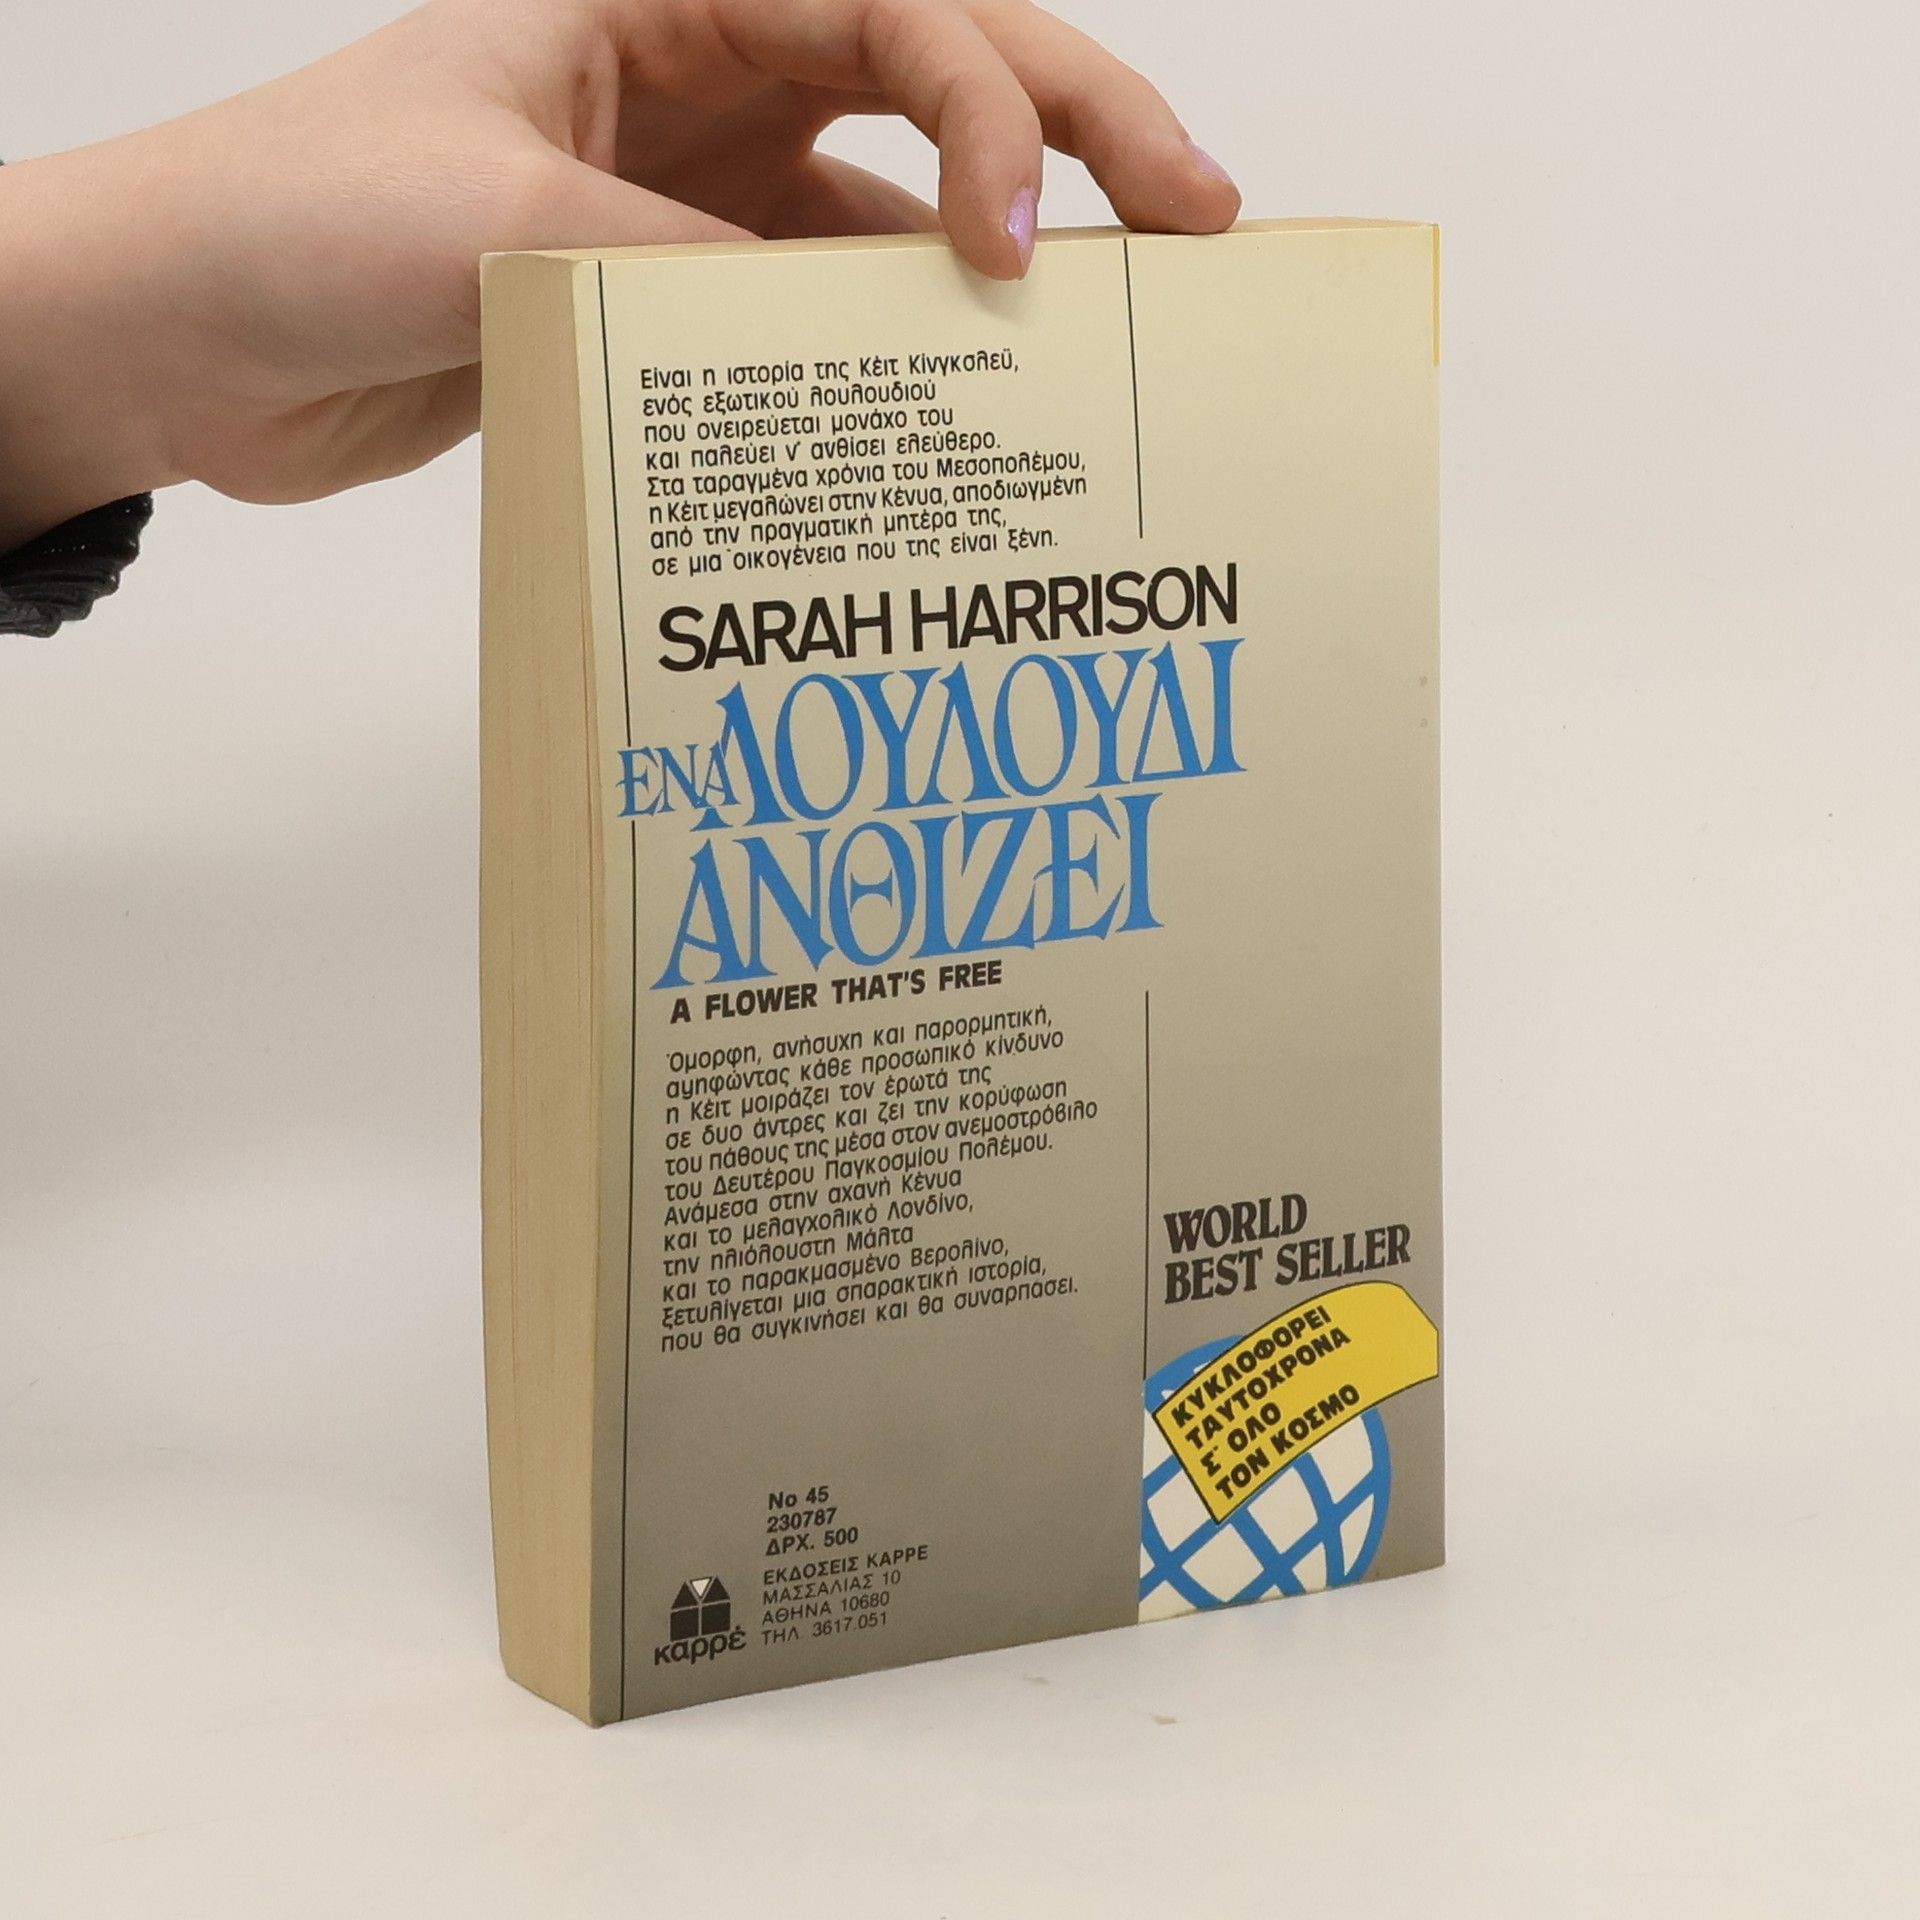 Είναι η ιστορία της Κέιτ Κίνγκσλεϋ,
ενός εξωτικού λουλουδιού
που ονειρεύεται μονάχο του
και παλεύει ν' ανθίσει ελεύθερο.
Στα ταραγμένα χρόνια του Μεσοπολέμου,
η Κέιτ μεγαλώνει στην Κένυα, αποδιωγμένη
από την πραγματική μητέρα της,
σε μια οικογένεια που της είναι ξένη.
SARAH HARRISON
ΕΝΑ ΛΟΥΛΟΥΔΙ
ΑΝΘΙΖΕΙ
A FLOWER THAT'S FREE
Όμορφη, ανήσυχη και παρορμητική,
αψηφώντας κάθε προσωπικό κίνδυνο
η Κέιτ μοιράζει τον έρωτά της
σε δυο άντρες και ζει την κορύφωση
του πάθους της μέσα στον ανεμοστρόβιλο
του Δευτέρου Παγκοσμίου Πολέμου.
Ανάμεσα στην αχανή Κένυα
και το μελαγχολικό Λονδίνο,
την ηλιόλουστη Μάλτα
και το παρακμασμένο Βερολίνο,
ξετυλίγεται μια σπαρακτική ιστορία,
που θα συγκινήσει και θα συναρπάσει.
WORLD
BEST SELLER
ΚΥΚΛΟΦΟΡΕΙ
ΤΑΥΤΟΧΡΟΝΑ
Σ' ΟΛΟ
ΤΟΝ ΚΟΣΜΟ
No 45
230787
ΔΡΧ. 500
ΕΚΔΟΣΕΙΣ ΚΑΡΡΕ
ΜΑΣΣΑΛΙΑΣ 10
ΑΘΗΝΑ 10680
ΤΗΛ. 3617.051
καρρέ